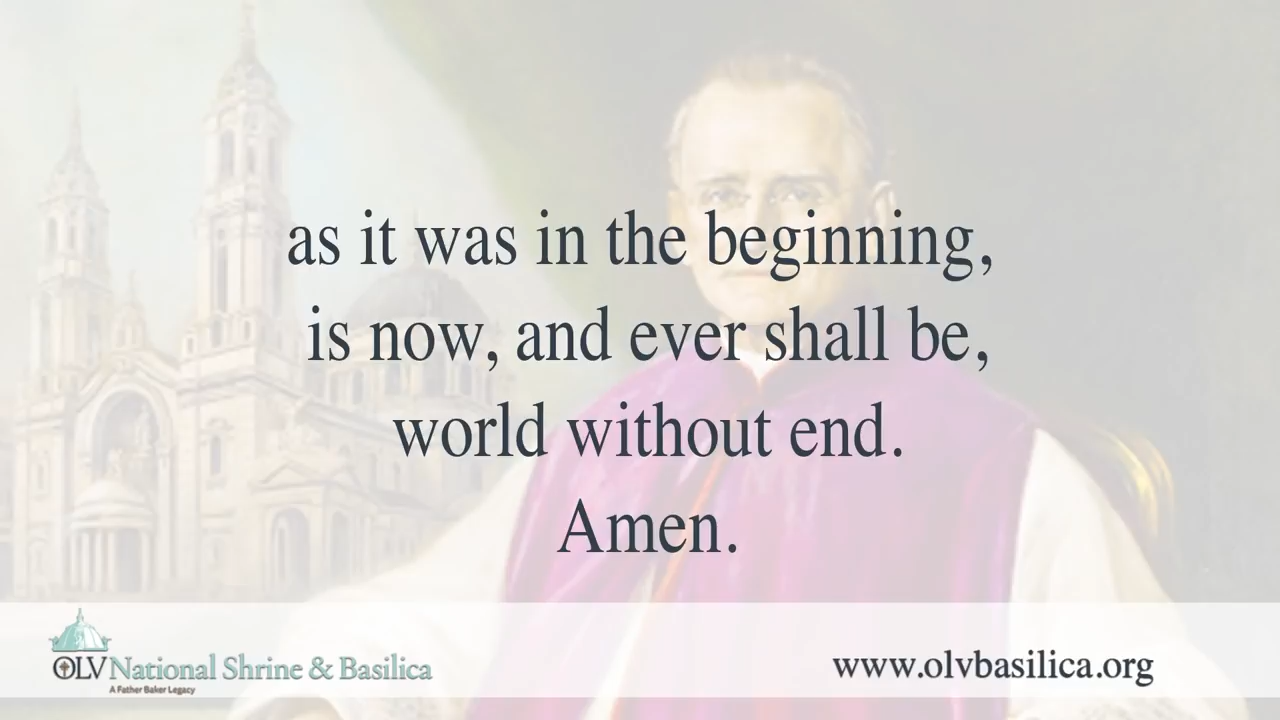 as it was in the beginning,
is now, and ever shall be,
world without end.
Amen.
OLV National Shrine & Basilica
A Father Baker Legacy
www.olvbasilica.org